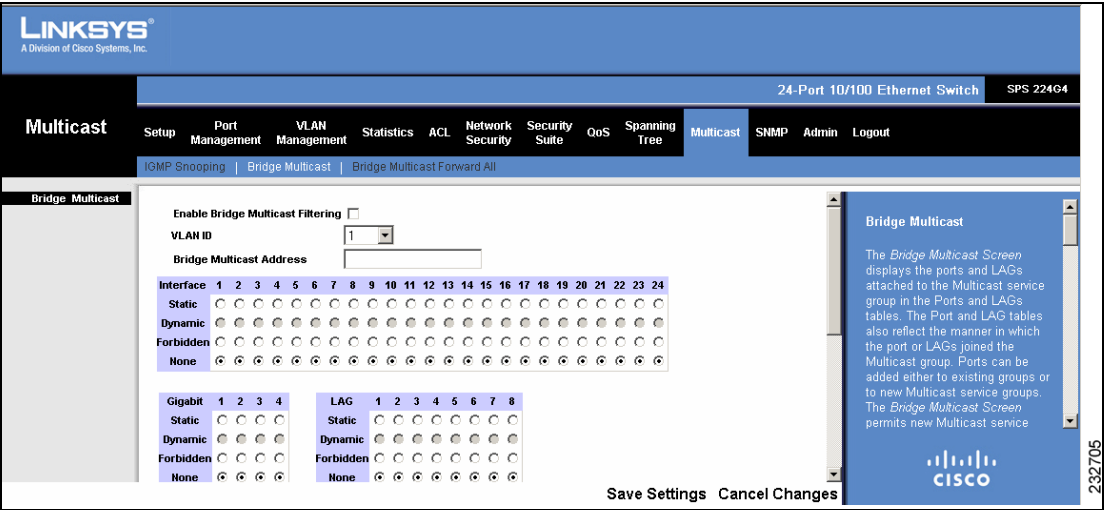 LINKSYS®
A Division of Cisco Systems, Inc.
24-Port 10/100 Ethernet Switch SPS 224G4
Multicast
Setup Port Management VLAN Management Statistics ACL Network Security Security Suite QoS Spanning Tree Multicast SNMP Admin Logout
IGMP Snooping | Bridge Multicast | Bridge Multicast Forward All
Bridge Multicast
Enable Bridge Multicast Filtering
VLAN ID 1
Bridge Multicast Address
Interface 1 2 3 4 5 6 7 8 9 10 11 12 13 14 15 16 17 18 19 20 21 22 23 24
Static
Dynamic
Forbidden
None
Gigabit 1 2 3 4
Static
Dynamic
Forbidden
None
LAG 1 2 3 4 5 6 7 8
Static
Dynamic
Forbidden
None
Save Settings Cancel Changes
Bridge Multicast
The Bridge Multicast Screen
displays the ports and LAGs
attached to the Multicast service
group in the Ports and LAGs
tables. The Port and LAG tables
also reflect the manner in which
the port or LAGs joined the
Multicast group. Ports can be
added either to existing groups or
to new Multicast service groups.
The Bridge Multicast Screen
permits new Multicast service
CISCO
232705